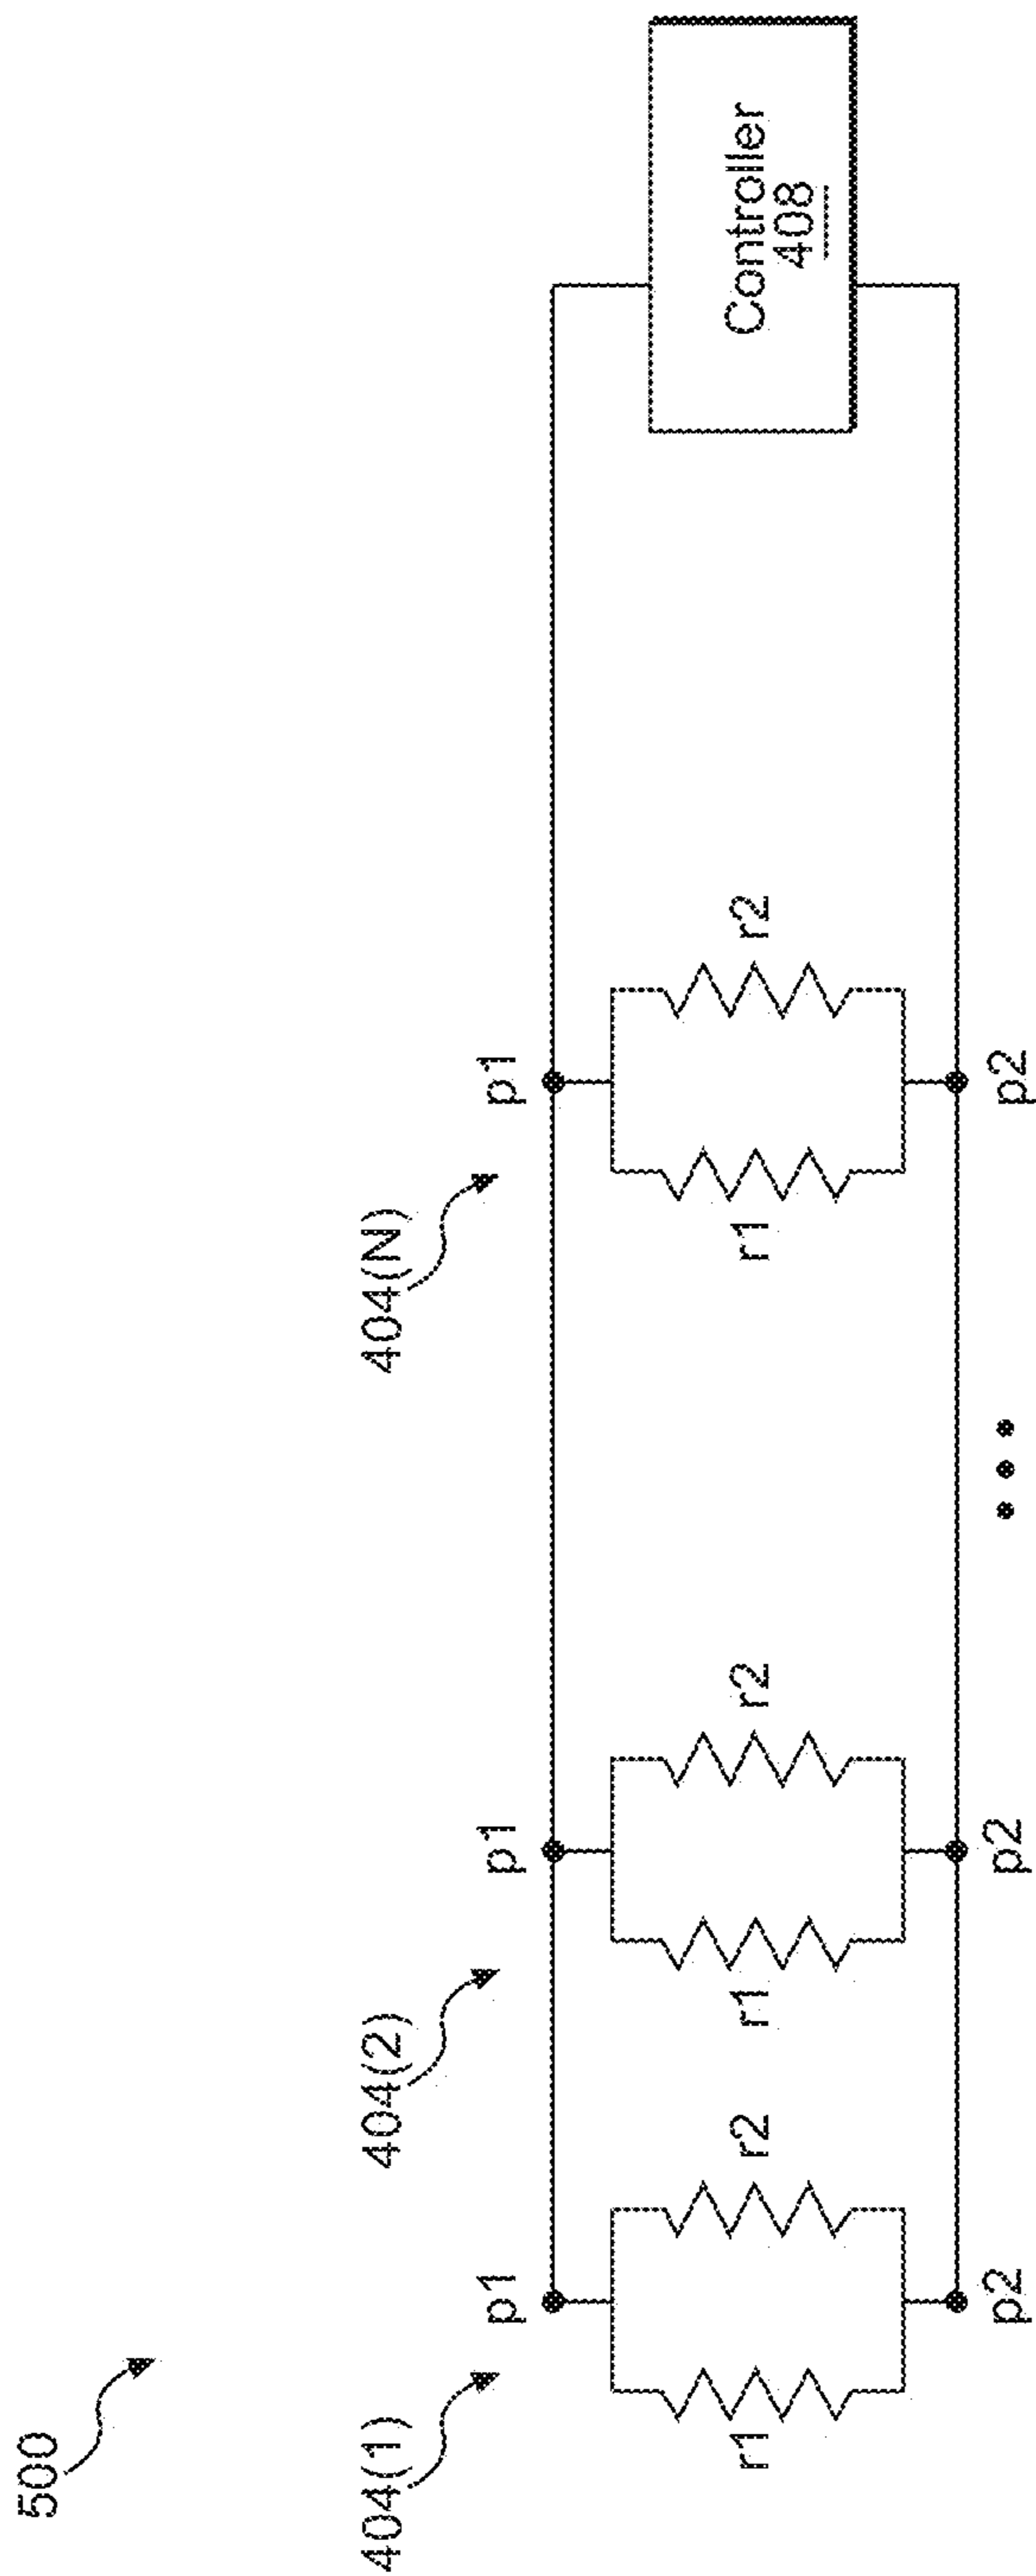 500
404(1)
404(2)
404(N)
p1
p1
p1
r1
r2
r1
r2
r1
r2
Controller
408
p2
p2
p2